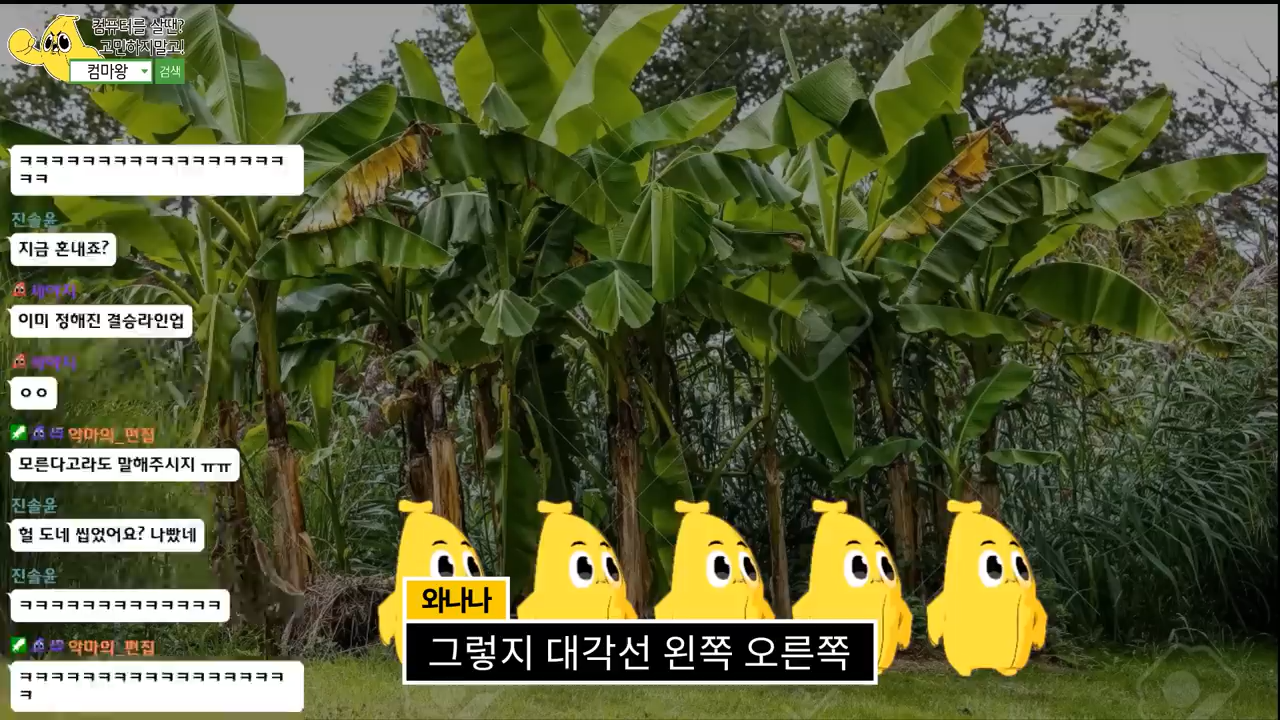 컴퓨터를 살땐?
고민하지말고!
컴마왕
검색
ㅋㅋㅋㅋㅋㅋㅋㅋㅋㅋㅋㅋㅋㅋㅋㅋㅋ
ㅋㅋ
진솔윤
지금 혼내죠?
이미 정해진 결승라인업
ㅇㅇ
악마의_편집
모른다고라도 말해주시지 ㅠㅠ
진솔윤
헐 도네 씹었어요? 나빴네
진솔윤
ㅋㅋㅋㅋㅋㅋㅋㅋㅋㅋㅋㅋㅋ
악마의_편집
ㅋㅋㅋㅋㅋㅋㅋㅋㅋㅋㅋㅋㅋㅋㅋㅋㅋ
ㅋ
와나나
그렇지 대각선 왼쪽 오른쪽